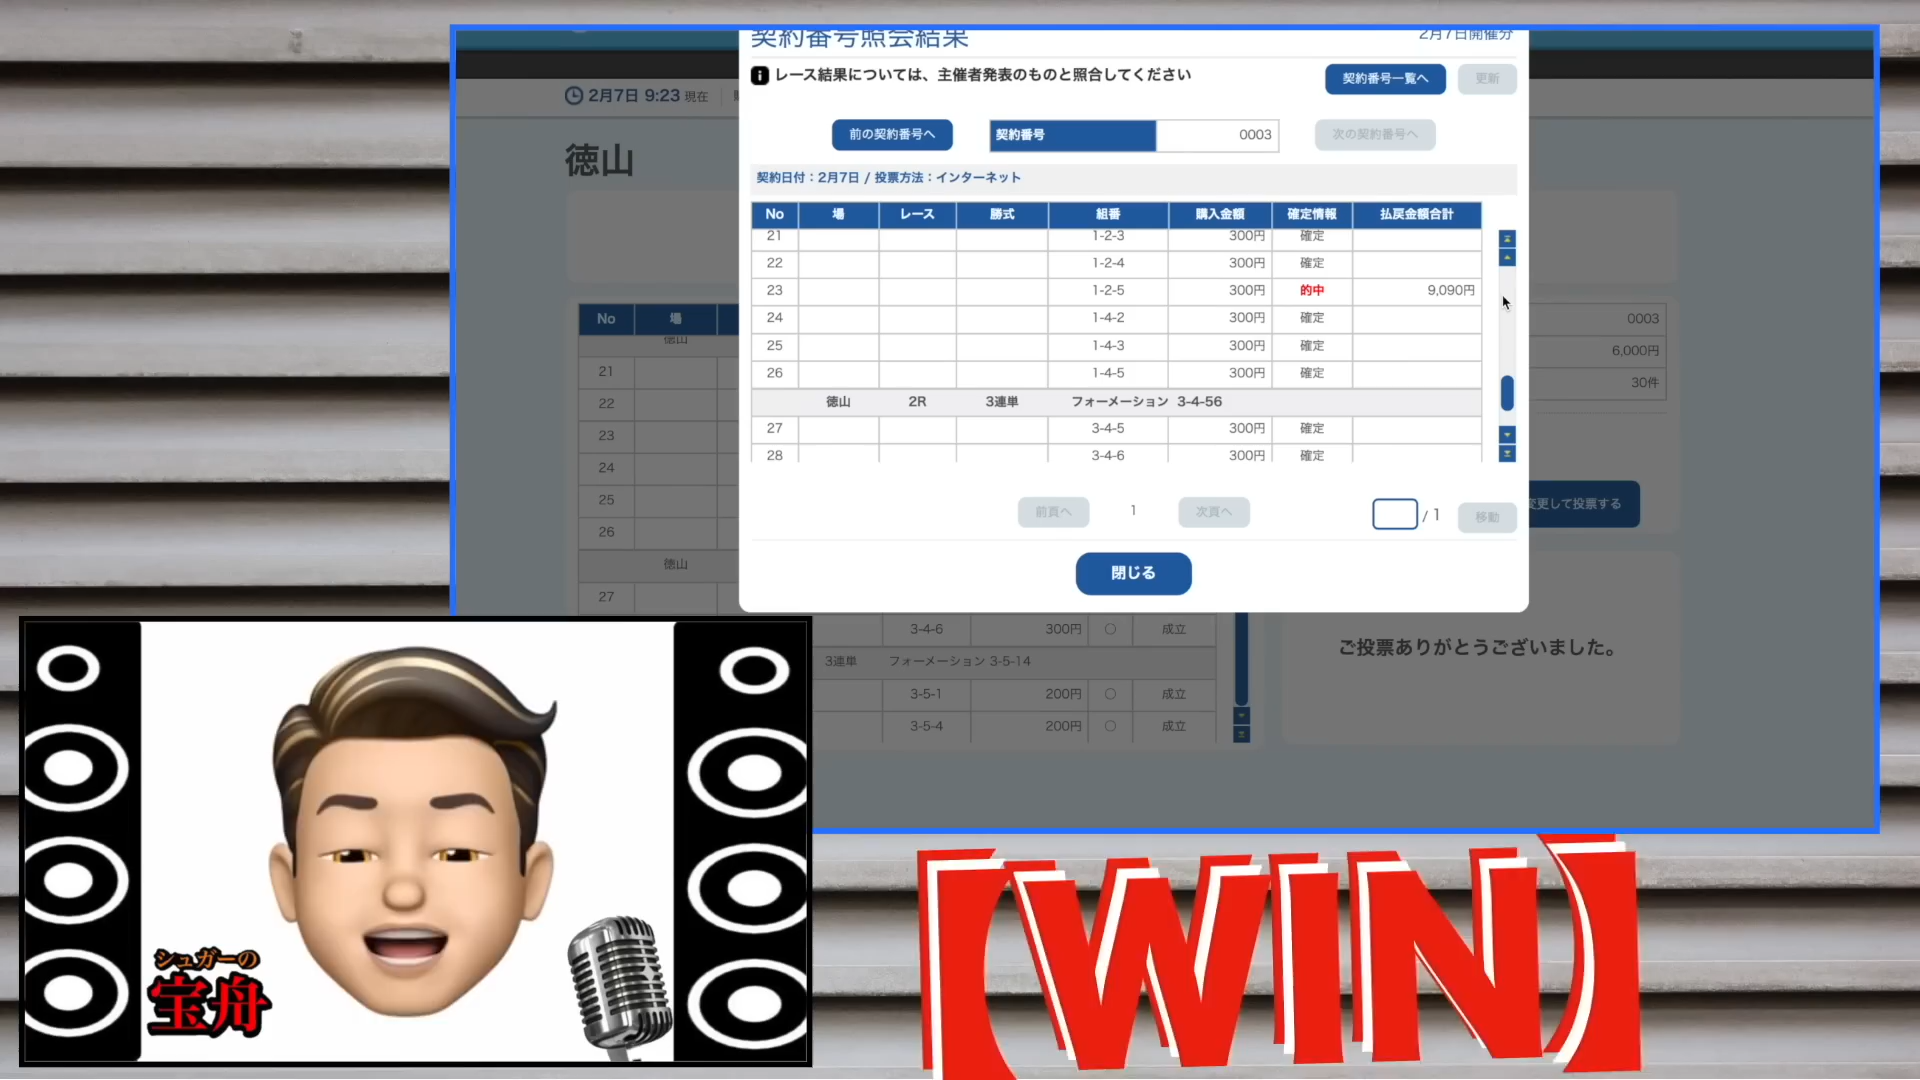 契約番号照会結果
2月7日開催分
レース結果については、主催者発表のものと照合してください
契約番号一覧へ
更新
2月7日 9:23 現在
前の契約番号へ
契約番号 0003
次の契約番号へ
徳山
契約日付：2月7日 / 投票方法：インターネット
No 場 レース 勝式 組番 購入金額 確定情報 払戻金額合計
21 1-2-3 300円 確定
22 1-2-4 300円 確定
23 1-2-5 300円 的中 9,090円
24 1-4-2 300円 確定
25 1-4-3 300円 確定
26 1-4-5 300円 確定
徳山 2R 3連単 フォーメーション 3-4-56
27 3-4-5 300円 確定
28 3-4-6 300円 確定
前頁へ 1 次頁へ / 1 移動
閉じる
No 場
徳山
21
22
23
24
25
26
徳山
27
0003
6,000円
30件
変更して投票する
3-4-6 300円 ○ 成立
3連単 フォーメーション 3-5-14
3-5-1 200円 ○ 成立
3-5-4 200円 ○ 成立
ご投票ありがとうございました。
シュガーの
宝舟
【WIN】